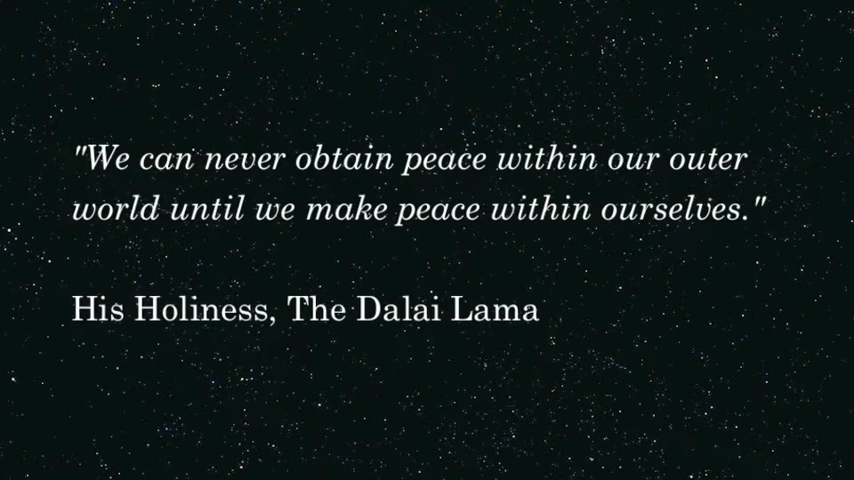 "We can never obtain peace within our outer
world until we make peace within ourselves."
His Holiness, The Dalai Lama